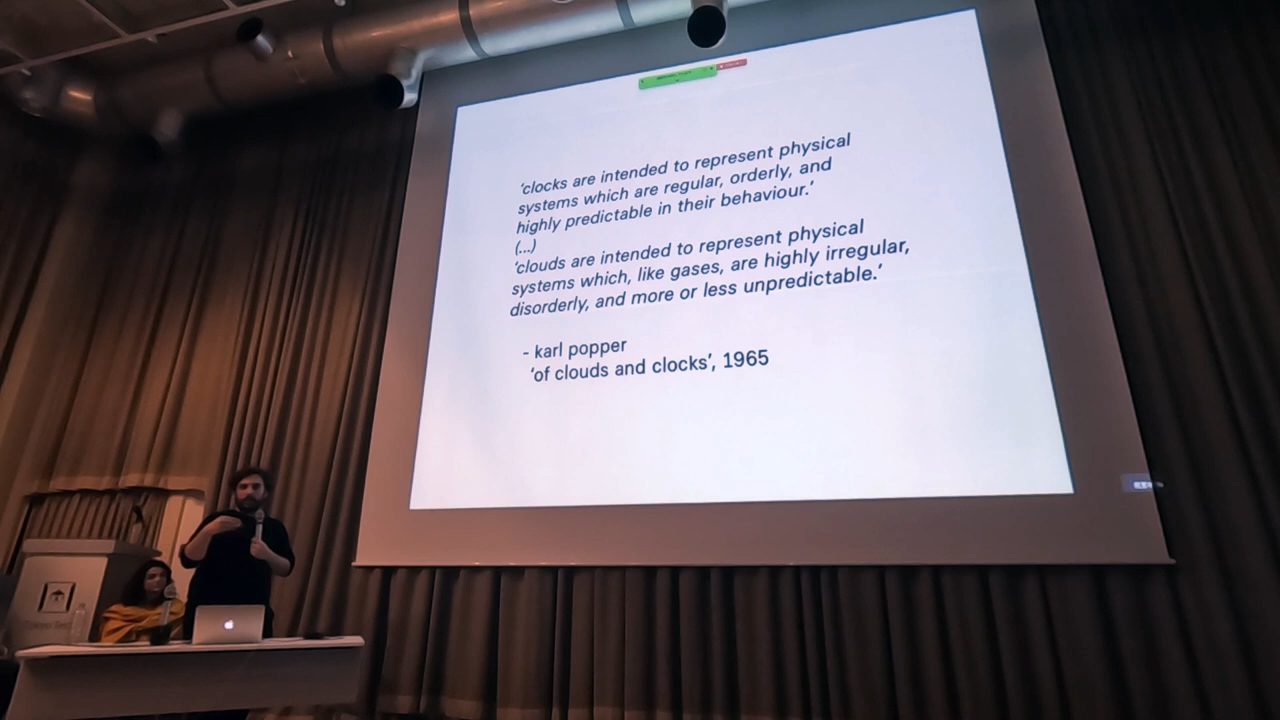 'clocks are intended to represent physical
systems which are regular, orderly, and
highly predictable in their behaviour.'
(...)
'clouds are intended to represent physical
systems which, like gases, are highly irregular,
disorderly, and more or less unpredictable.'
- karl popper
'of clouds and clocks', 1965